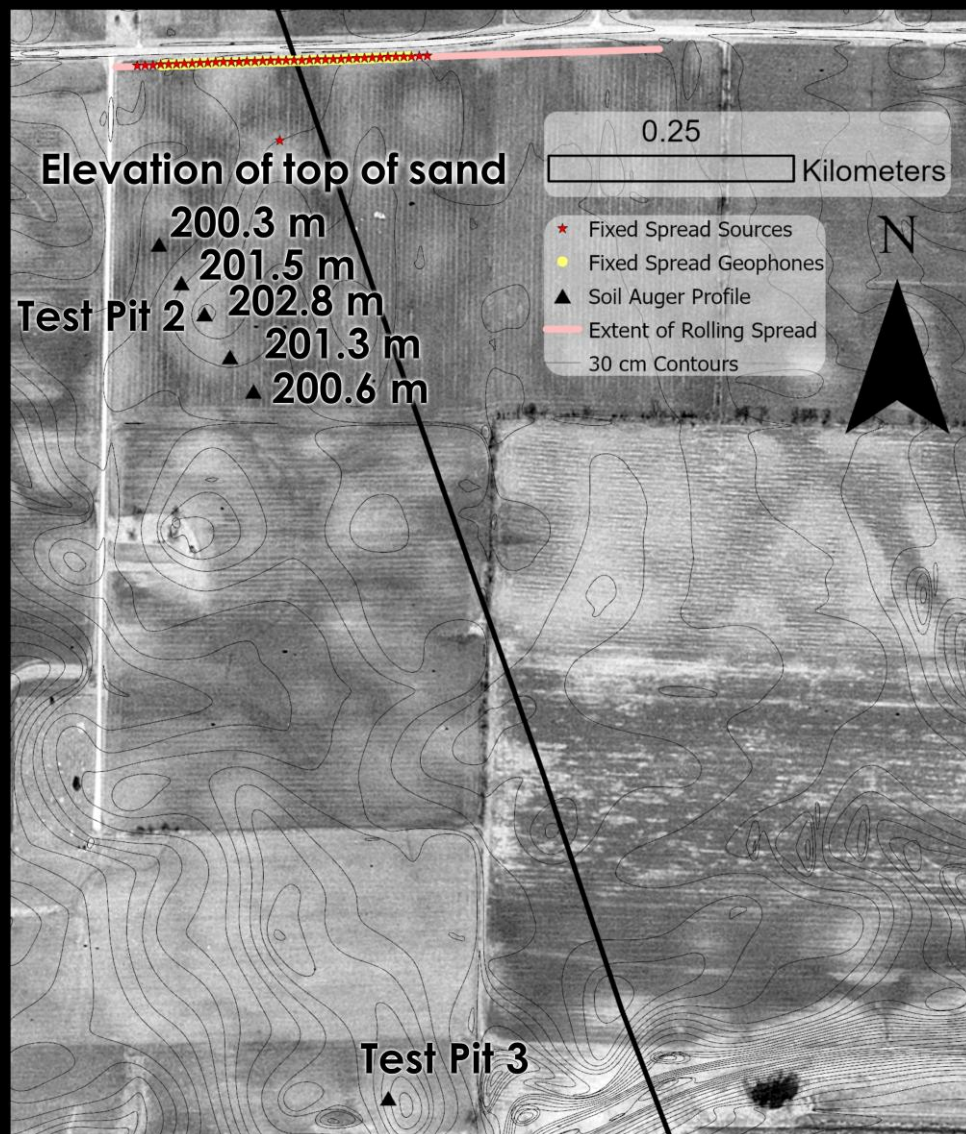 0.25
Kilometers
Elevation of top of sand
200.3 m
Fixed Spread Sources
N
201.5 m
Fixed Spread Geophones
Test Pit 2
202.8 m
Soil Auger Profile
201.3 m
Extent of Rolling Spread
200.6 m
30 cm Contours
Test Pit 3